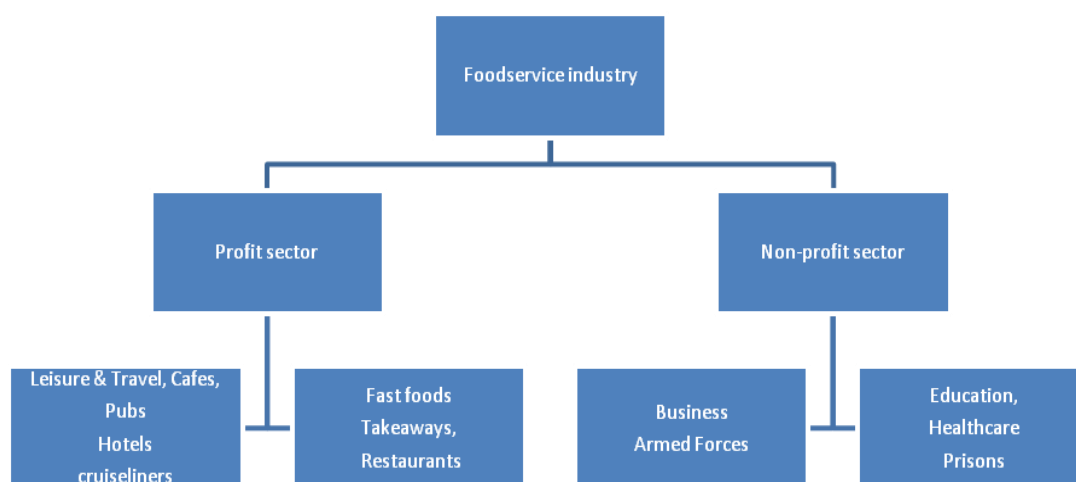 Foodservice industry
Profit sector
Non-profit sector
Leisure & Travel, Cafes,
Pubs
Hotels
cruiseliners
Fast foods
Takeaways,
Restaurants
Business
Armed Forces
Education,
Healthcare
Prisons